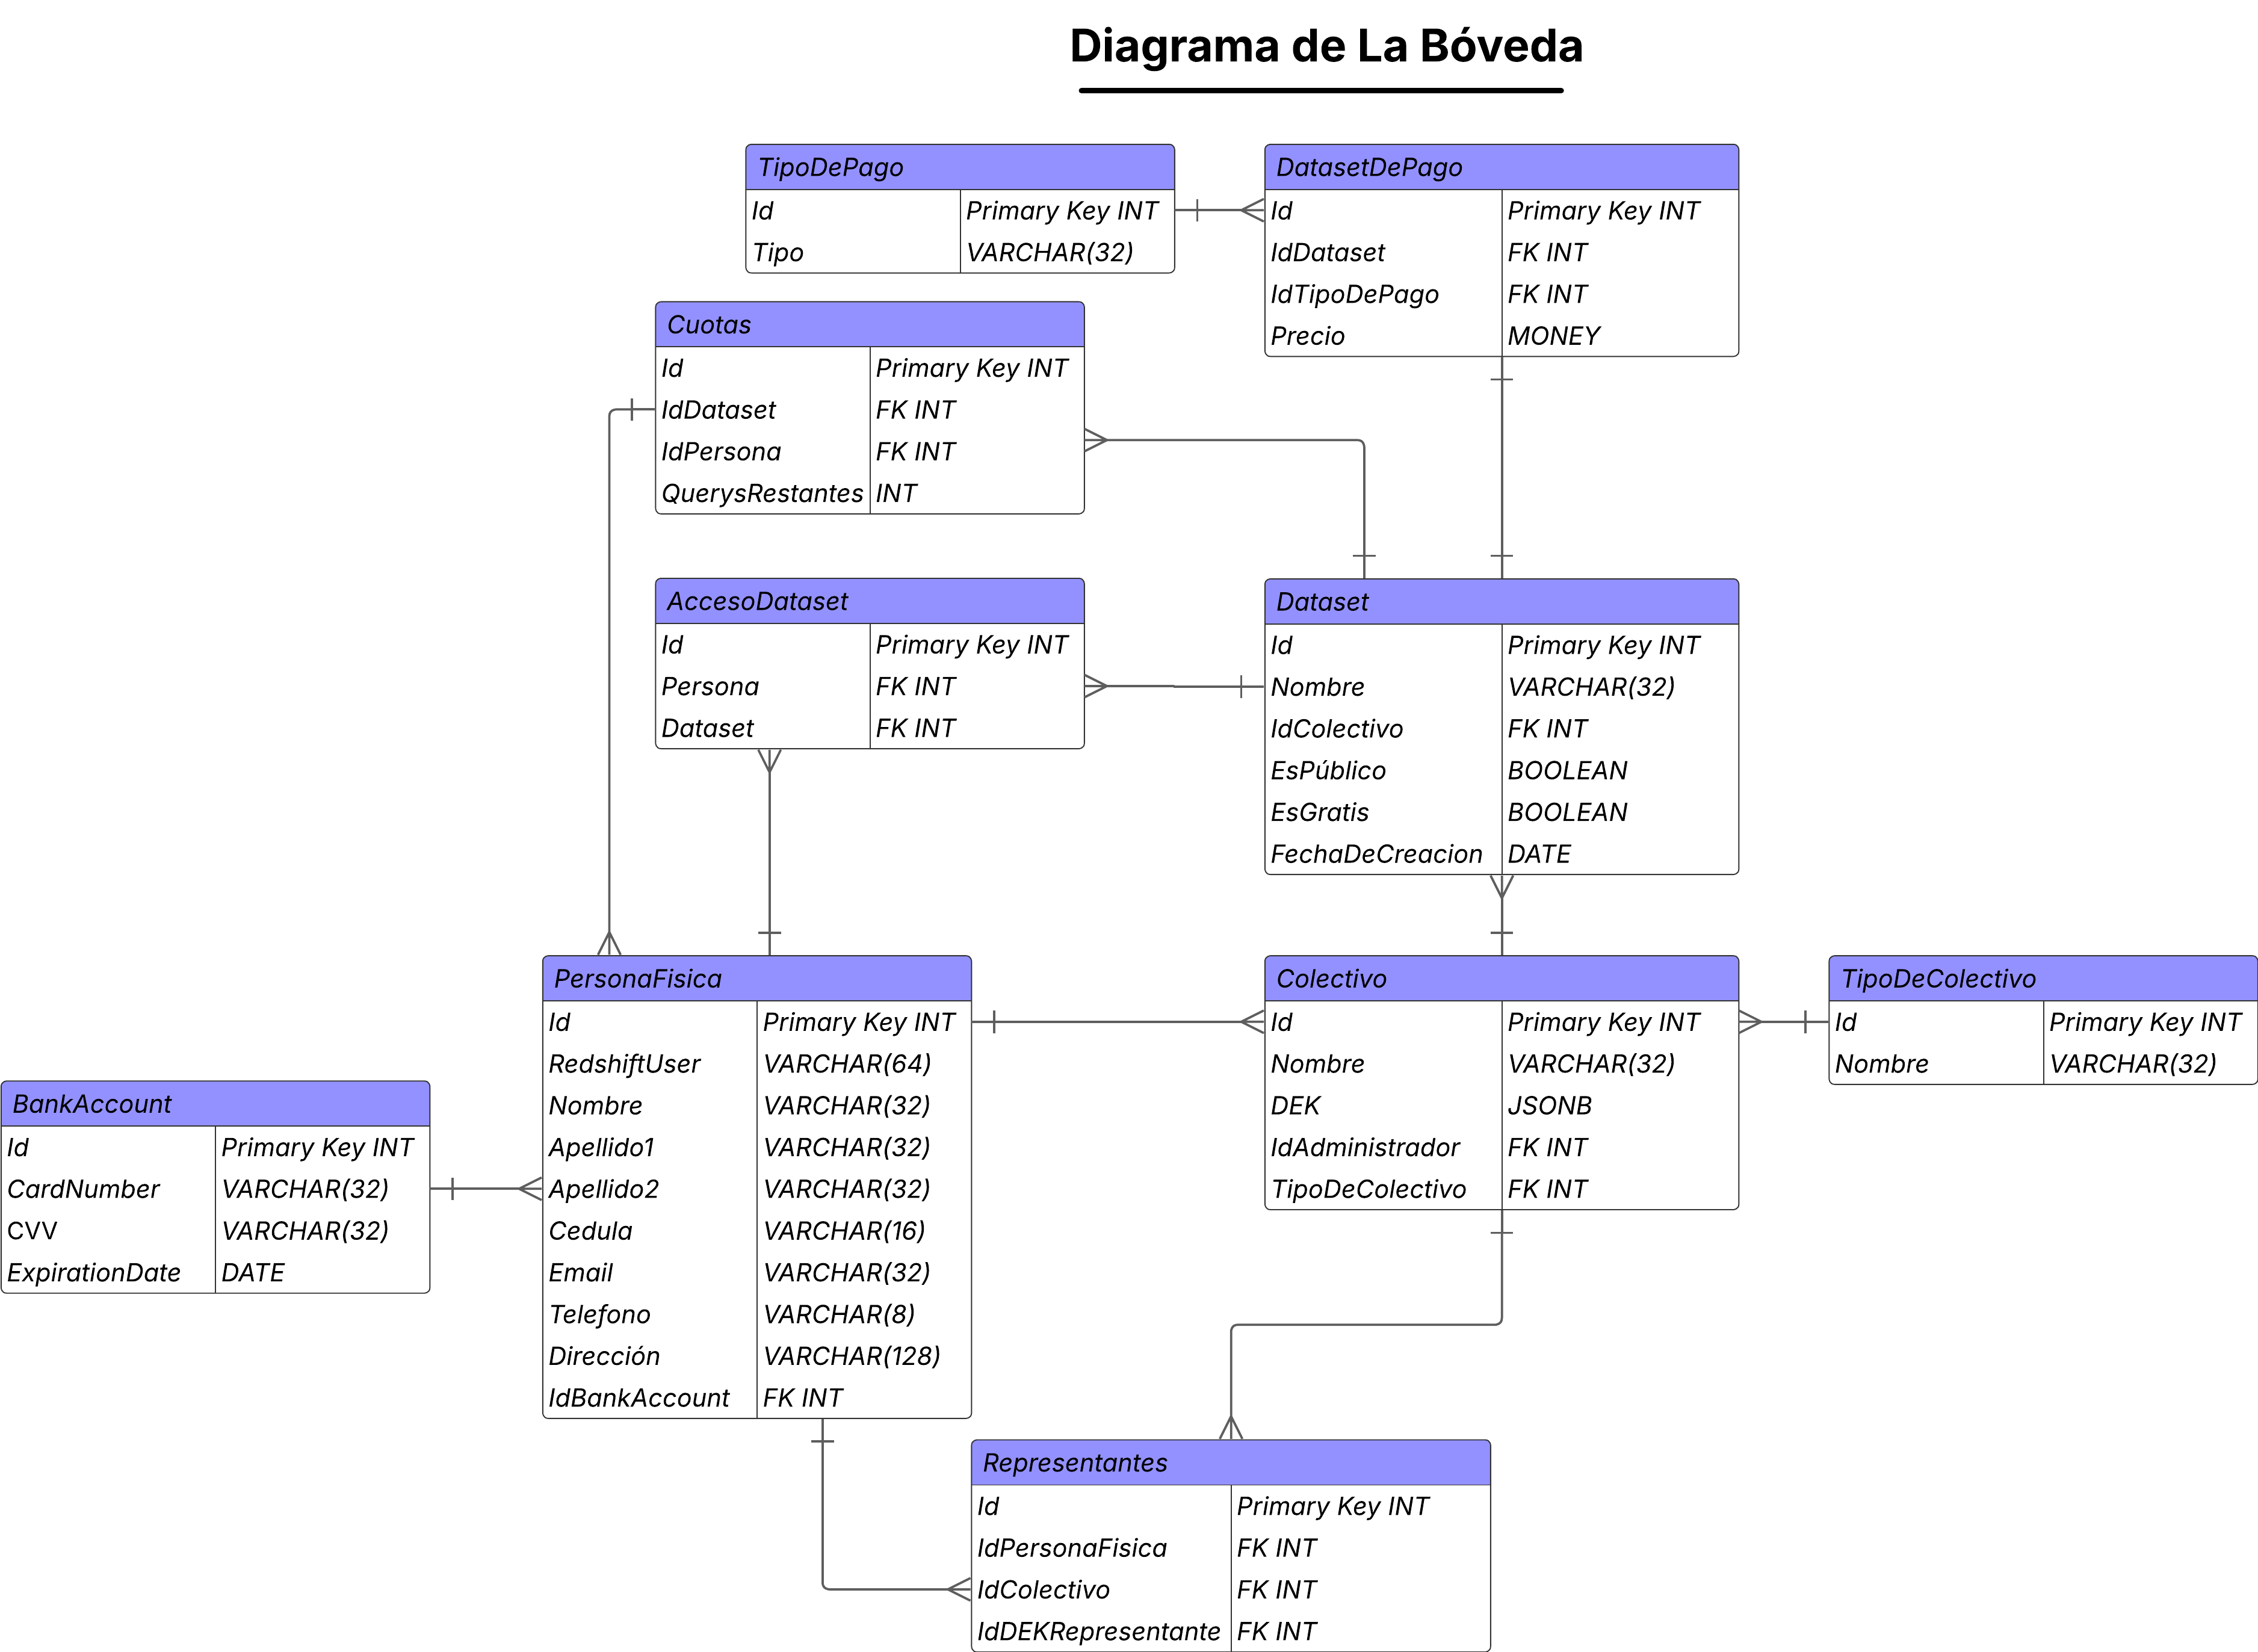 Diagrama de La Bóveda
TipoDePago
Id Primary Key INT
Tipo VARCHAR(32)
DatasetDePago
Id Primary Key INT
IdDataset FK INT
IdTipoDePago FK INT
Precio MONEY
Cuotas
Id Primary Key INT
IdDataset FK INT
IdPersona FK INT
QuerysRestantes INT
AccesoDataset
Id Primary Key INT
Persona FK INT
Dataset FK INT
Dataset
Id Primary Key INT
Nombre VARCHAR(32)
IdColectivo FK INT
EsPúblico BOOLEAN
EsGratis BOOLEAN
FechaDeCreacion DATE
PersonaFisica
Id Primary Key INT
RedshiftUser VARCHAR(64)
Nombre VARCHAR(32)
Apellido1 VARCHAR(32)
Apellido2 VARCHAR(32)
Cedula VARCHAR(16)
Email VARCHAR(32)
Telefono VARCHAR(8)
Dirección VARCHAR(128)
IdBankAccount FK INT
Colectivo
Id Primary Key INT
Nombre VARCHAR(32)
DEK JSONB
IdAdministrador FK INT
TipoDeColectivo FK INT
TipoDeColectivo
Id Primary Key INT
Nombre VARCHAR(32)
BankAccount
Id Primary Key INT
CardNumber VARCHAR(32)
CVV VARCHAR(32)
ExpirationDate DATE
Representantes
Id Primary Key INT
IdPersonaFisica FK INT
IdColectivo FK INT
IdDEKRepresentante FK INT